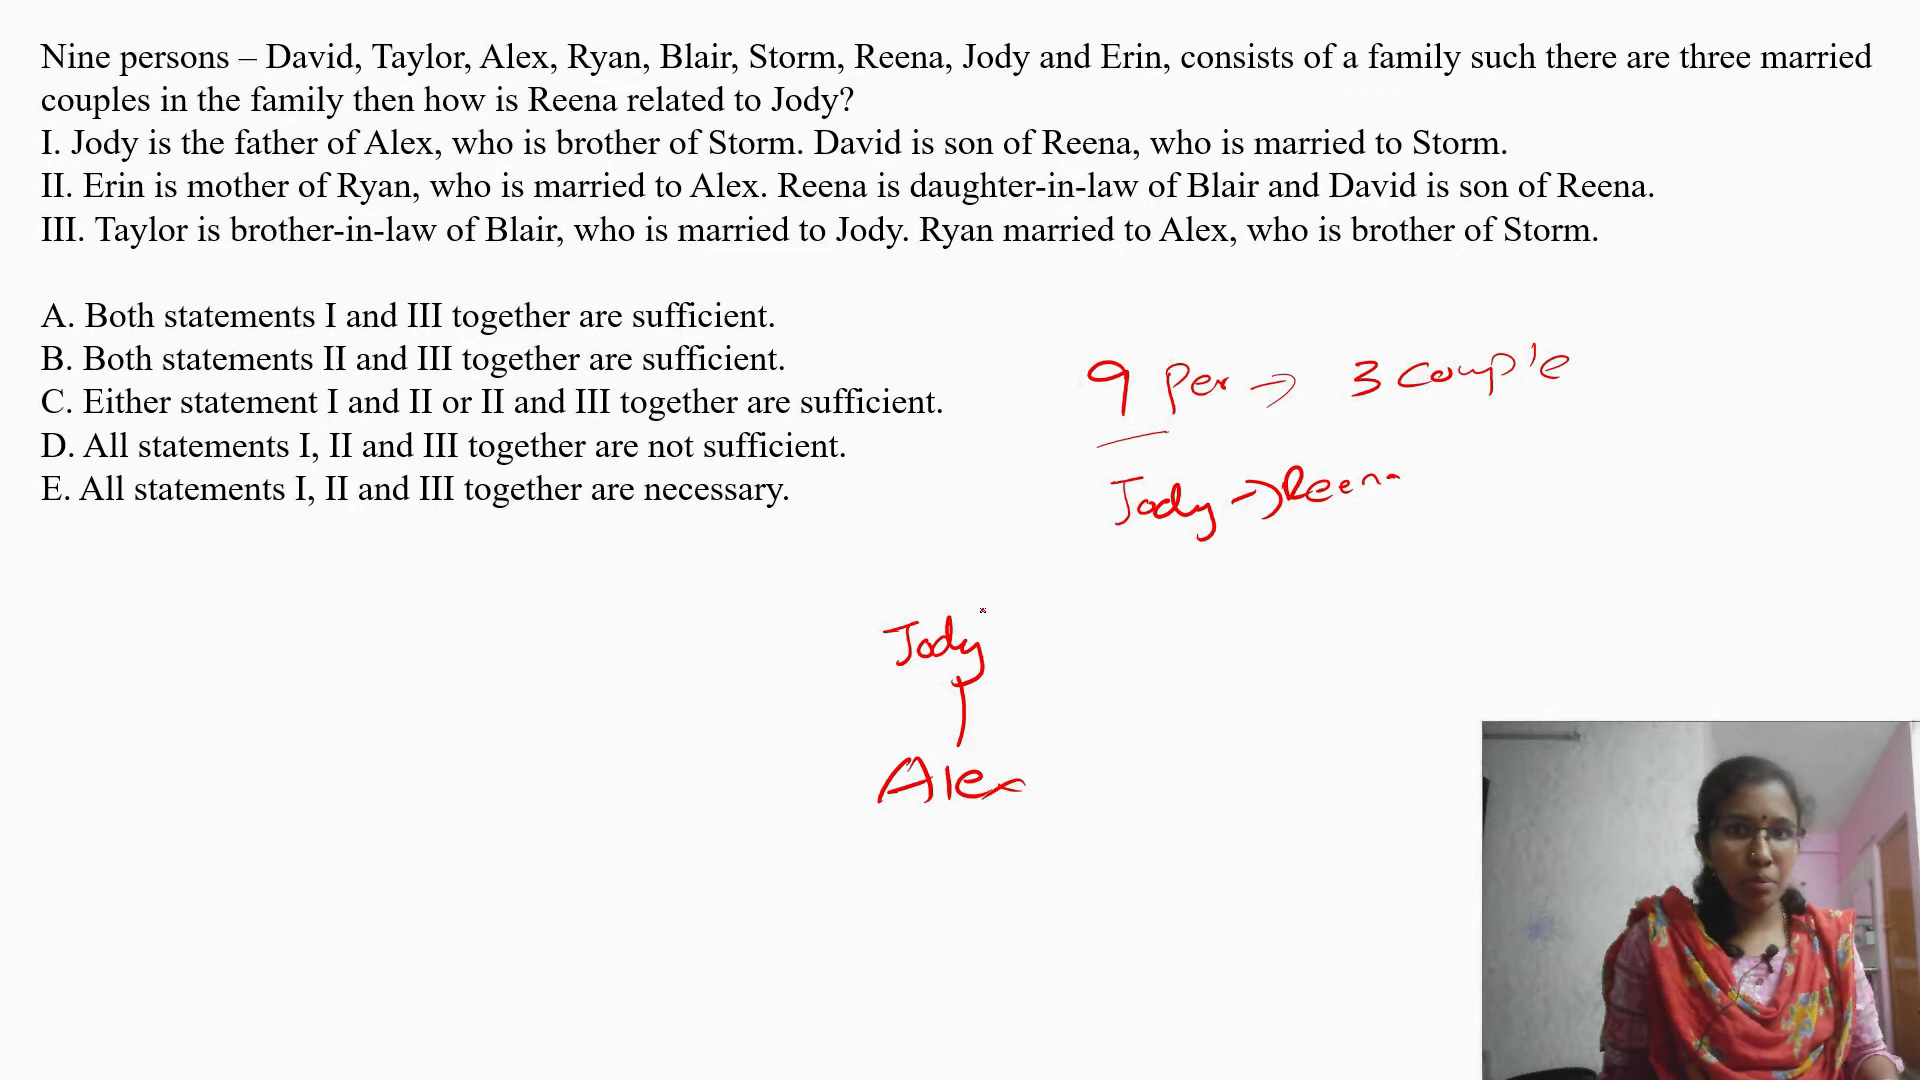 Nine persons – David, Taylor, Alex, Ryan, Blair, Storm, Reena, Jody and Erin, consists of a family such there are three married
couples in the family then how is Reena related to Jody?
I. Jody is the father of Alex, who is brother of Storm. David is son of Reena, who is married to Storm.
II. Erin is mother of Ryan, who is married to Alex. Reena is daughter-in-law of Blair and David is son of Reena.
III. Taylor is brother-in-law of Blair, who is married to Jody. Ryan married to Alex, who is brother of Storm.
A. Both statements I and III together are sufficient.
B. Both statements II and III together are sufficient.
C. Either statement I and II or II and III together are sufficient.
D. All statements I, II and III together are not sufficient.
E. All statements I, II and III together are necessary.
9 Per → 3 Couple
Jody → Reena
Jody
Alex